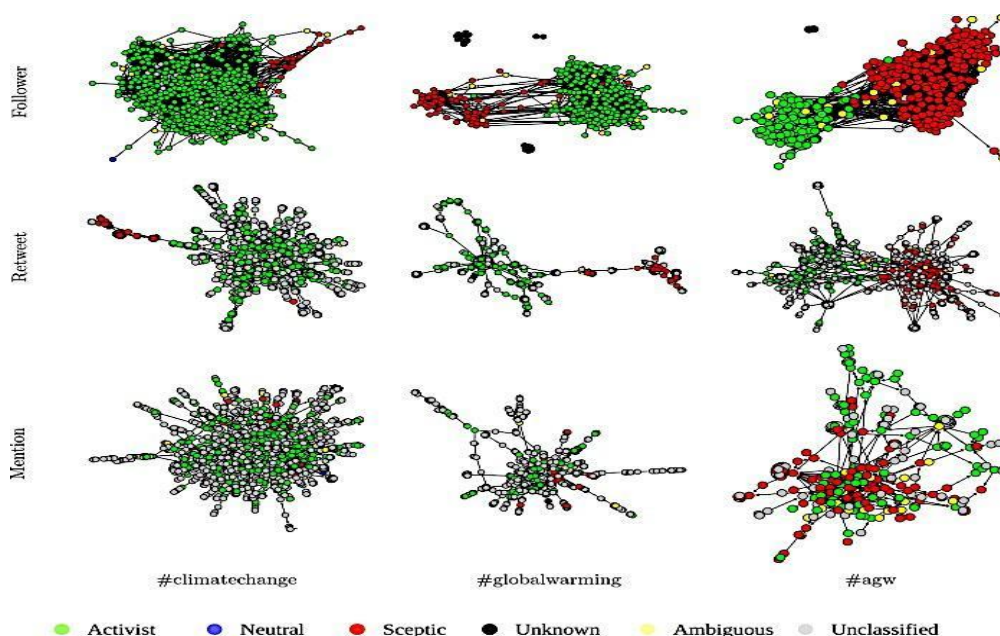 Follower
Retweet
Mention
#climatechange #globalwarming #agw
Activist Neutral Sceptic Unknown Ambiguous Unclassified